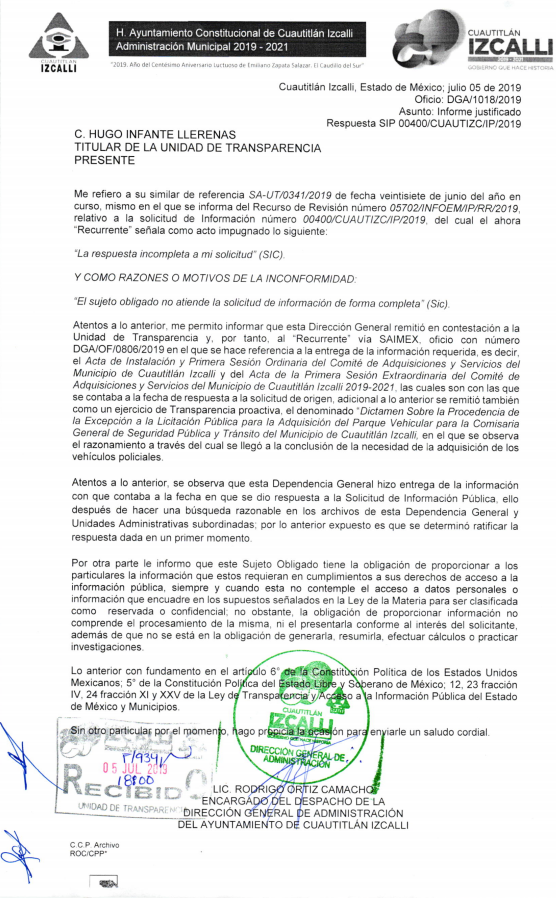 CUAUTITLÁN
IZCALLI
H. Ayuntamiento Constitucional de Cuautitlán Izcalli
Administración Municipal 2019 - 2021
"2019. Año del Centésimo Aniversario Luctuoso de Emiliano Zapata Salazar. El Caudillo del Sur"
CUAUTITLÁN
IZCALLI
2019 - 2021
GOBIERNO QUE HACE HISTORIA
Cuautitlán Izcalli, Estado de México; julio 05 de 2019
Oficio: DGA/1018/2019
Asunto: Informe justificado
Respuesta SIP 00400/CUAUTIZC/IP/2019
C. HUGO INFANTE LLERENAS
TITULAR DE LA UNIDAD DE TRANSPARENCIA
PRESENTE
Me refiero a su similar de referencia SA-UT/0341/2019 de fecha veintisiete de junio del año en
curso, mismo en el que se informa del Recurso de Revisión número 05702/INFOEM/IP/RR/2019,
relativo a la solicitud de Información número 00400/CUAUTIZC/IP/2019, del cual el ahora
"Recurrente" señala como acto impugnado lo siguiente:
"La respuesta incompleta a mi solicitud" (SIC).
Y COMO RAZONES O MOTIVOS DE LA INCONFORMIDAD:
"El sujeto obligado no atiende la solicitud de información de forma completa" (Sic).
Atentos a lo anterior, me permito informar que esta Dirección General remitió en contestación a la
Unidad de Transparencia y, por tanto, al "Recurrente" vía SAIMEX, oficio con número
DGA/OF/0806/2019 en el que se hace referencia a la entrega de la información requerida, es decir,
el Acta de Instalación y Primera Sesión Ordinaria del Comité de Adquisiciones y Servicios del
Municipio de Cuautitlán Izcalli y del Acta de la Primera Sesión Extraordinaria del Comité de
Adquisiciones y Servicios del Municipio de Cuautitlán Izcalli 2019-2021, las cuales son con las que
se contaba a la fecha de respuesta a la solicitud de origen, adicional a lo anterior se remitió también
como un ejercicio de Transparencia proactiva, el denominado "Dictamen Sobre la Procedencia de
la Excepción a la Licitación Pública para la Adquisición del Parque Vehicular para la Comisaria
General de Seguridad Pública y Tránsito del Municipio de Cuautitlán Izcalli, en el que se observa
el razonamiento a través del cual se llegó a la conclusión de la necesidad de la adquisición de los
vehículos policiales.
Atentos a lo anterior, se observa que esta Dependencia General hizo entrega de la información
con que contaba a la fecha en que se dio respuesta a la Solicitud de Información Pública, ello
después de hacer una búsqueda razonable en los archivos de esta Dependencia General y
Unidades Administrativas subordinadas; por lo anterior expuesto es que se determinó ratificar la
respuesta dada en un primer momento.
Por otra parte le informo que este Sujeto Obligado tiene la obligación de proporcionar a los
particulares la información que estos requieran en cumplimientos a sus derechos de acceso a la
información pública, siempre y cuando esta no contemple el acceso a datos personales o
información que encuadre en los supuestos señalados en la Ley de la Materia para ser clasificada
como reservada o confidencial; no obstante, la obligación de proporcionar información no
comprende el procesamiento de la misma, ni el presentarla conforme al interés del solicitante,
además de que no se está en la obligación de generarla, resumirla, efectuar cálculos o practicar
investigaciones.
Lo anterior con fundamento en el artículo 6° de la Constitución Política de los Estados Unidos
Mexicanos; 5° de la Constitución Política del Estado Libre y Soberano de México; 12, 23 fracción
IV, 24 fracción XI y XXV de la Ley de Transparencia y Acceso a la Información Pública del Estado
de México y Municipios.
CUAUTITLÁN
IZCALLI
Sin otro particular por el momento, hago propicia la ocasión para enviarle un saludo cordial.
DIRECCIÓN GENERAL DE
ADMINISTRACIÓN
05 JUL 2019
18:00
RECIBIDO
UNIDAD DE TRANSPARENCIA
LIC. RODRIGO ORTIZ CAMACHO
ENCARGADO DEL DESPACHO DE LA
DIRECCIÓN GENERAL DE ADMINISTRACIÓN
DEL AYUNTAMIENTO DE CUAUTITLÁN IZCALLI
C.C.P. Archivo
ROC/CPP*